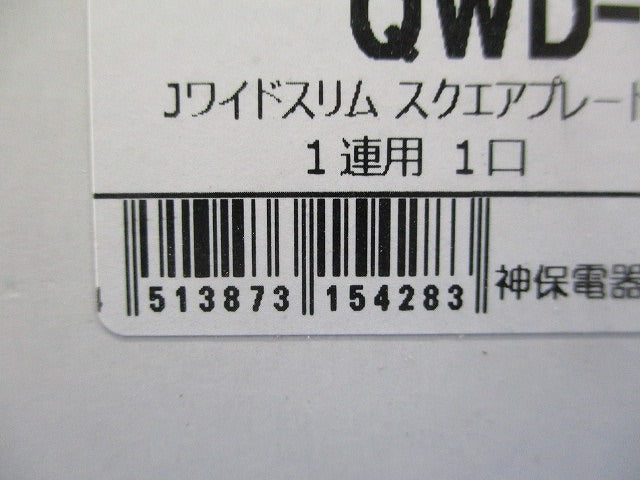 QWD-
Jワイドスリム スクエアプレート
1連用 1口
4 513873 154283
神保電器